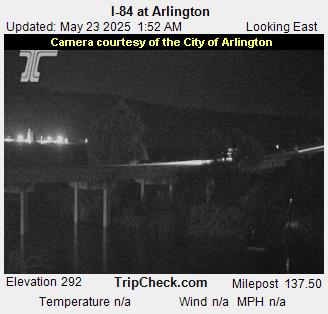 I-84 at Arlington
Updated: May 23 2025 1:52 AM Looking East
Camera courtesy of the City of Arlington
Elevation 292 TripCheck.com Milepost 137.50
Temperature n/a Wind n/a MPH n/a